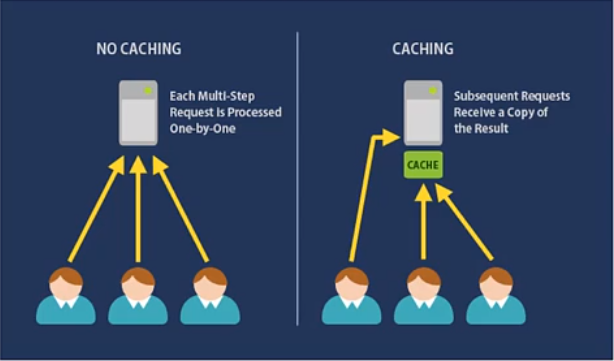 NO CACHING
Each Multi-Step
Request is Processed
One-by-One
CACHING
Subsequent Requests
Receive a Copy of
the Result
CACHE